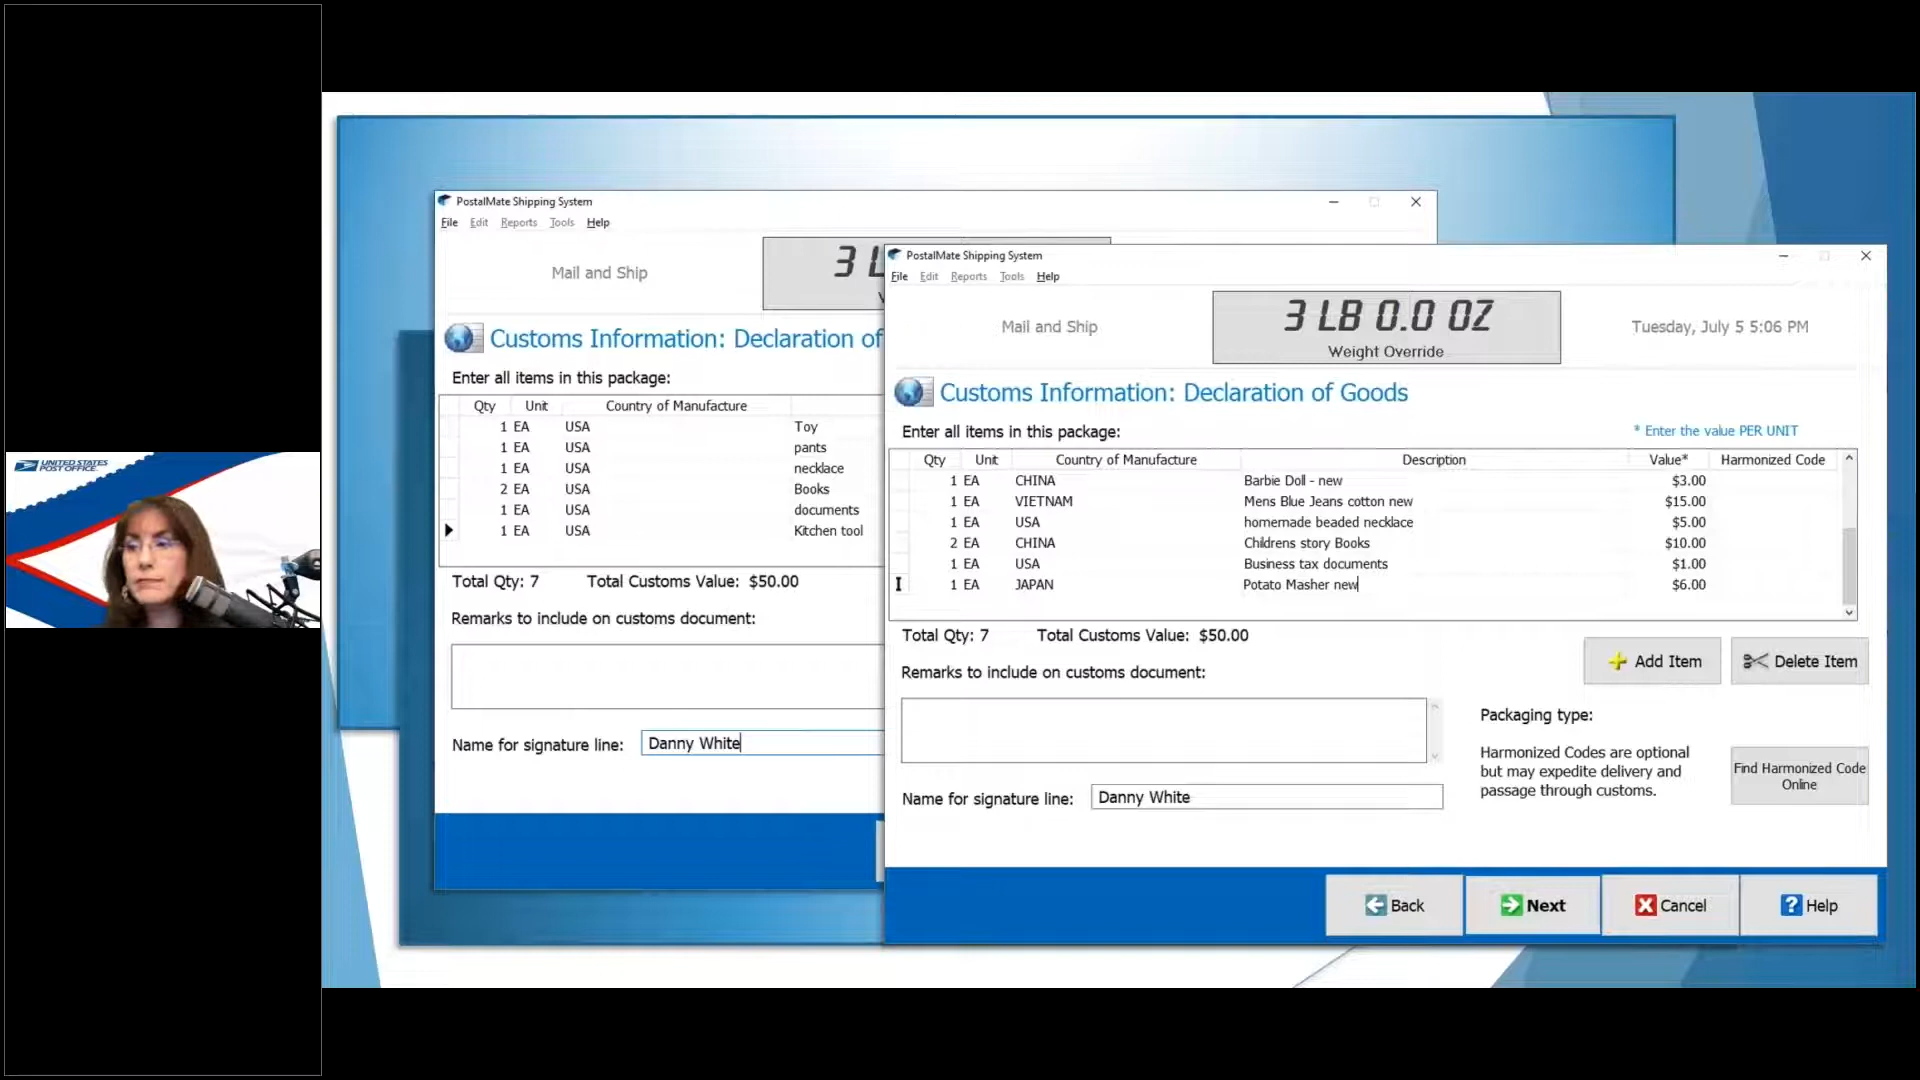 UNITED STATES
POST OFFICE
PostalMate Shipping System
File Edit Reports Tools Help
Mail and Ship
Customs Information: Declaration of
Enter all items in this package:
Qty Unit Country of Manufacture
1 EA USA Toy
1 EA USA pants
1 EA USA necklace
2 EA USA Books
1 EA USA documents
1 EA USA Kitchen tool
Total Qty: 7 Total Customs Value: $50.00
Remarks to include on customs document:
Name for signature line: Danny White
PostalMate Shipping System
File Edit Reports Tools Help
Mail and Ship
3 LB 0.0 OZ
Weight Override
Tuesday, July 5 5:06 PM
Customs Information: Declaration of Goods
Enter all items in this package:
* Enter the value PER UNIT
Qty Unit Country of Manufacture Description Value* Harmonized Code
1 EA CHINA Barbie Doll - new $3.00
1 EA VIETNAM Mens Blue Jeans cotton new $15.00
1 EA USA homemade beaded necklace $5.00
2 EA CHINA Childrens story Books $10.00
1 EA USA Business tax documents $1.00
1 EA JAPAN Potato Masher new $6.00
Total Qty: 7 Total Customs Value: $50.00
Add Item Delete Item
Remarks to include on customs document:
Packaging type:
Harmonized Codes are optional
but may expedite delivery and
passage through customs.
Find Harmonized Code
Online
Name for signature line: Danny White
Back Next Cancel Help